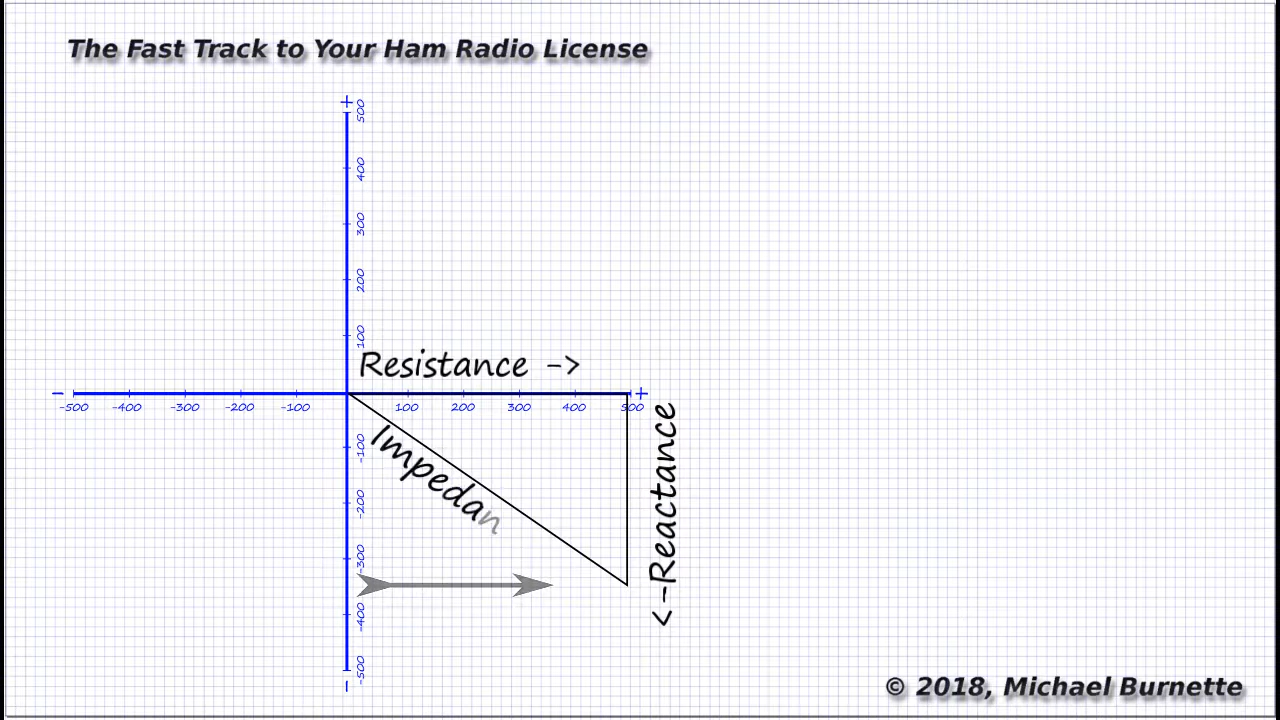 The Fast Track to Your Ham Radio License
+
500
400
300
200
100
Resistance ->
-
-500 -400 -300 -200 -100 100 200 300 400 500
+
Impedan
<-Reactance
-100
-200
-300
-400
-500
-
© 2018, Michael Burnette